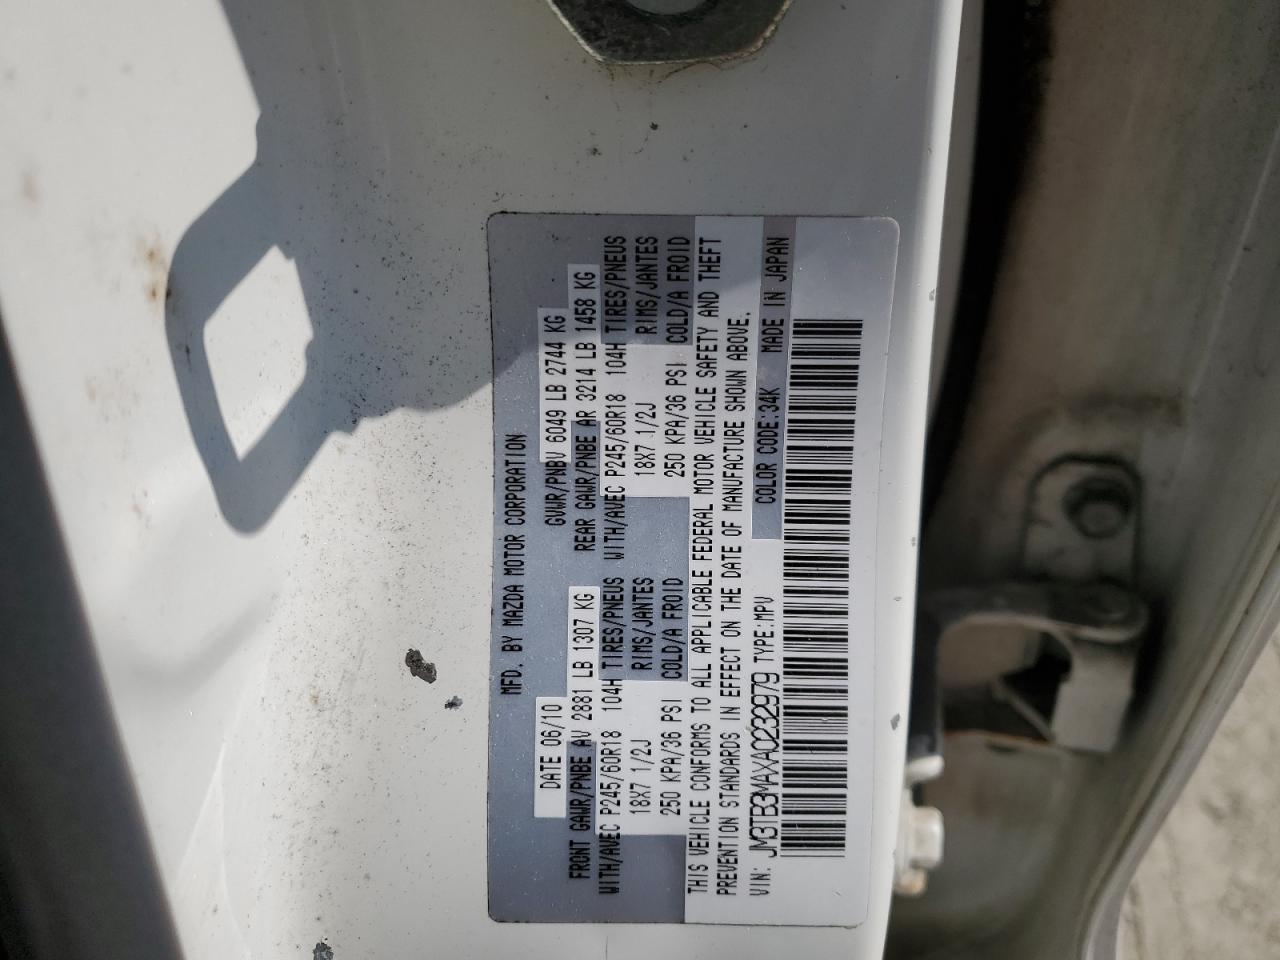 MFD. BY MAZDA MOTOR CORPORATION
DATE 06/10 GVWR/PNBV 6049 LB 2744 KG
FRONT GAWR/PNBE AV 2881 LB 1307 KG REAR GAWR/PNBE AR 3214 LB 1458 KG
WITH/AVEC P245/60R18 104H TIRES/PNEUS WITH/AVEC P245/60R18 104H TIRES/PNEUS
18X7 1/2J RIMS/JANTES 18X7 1/2J RIMS/JANTES
250 KPA/36 PSI COLD/A FROID 250 KPA/36 PSI COLD/A FROID
THIS VEHICLE CONFORMS TO ALL APPLICABLE FEDERAL MOTOR VEHICLE SAFETY AND THEFT
PREVENTION STANDARDS IN EFFECT ON THE DATE OF MANUFACTURE SHOWN ABOVE.
VIN: JM3TB3MAXA0232979 TYPE:MPV COLOR CODE:34K MADE IN JAPAN